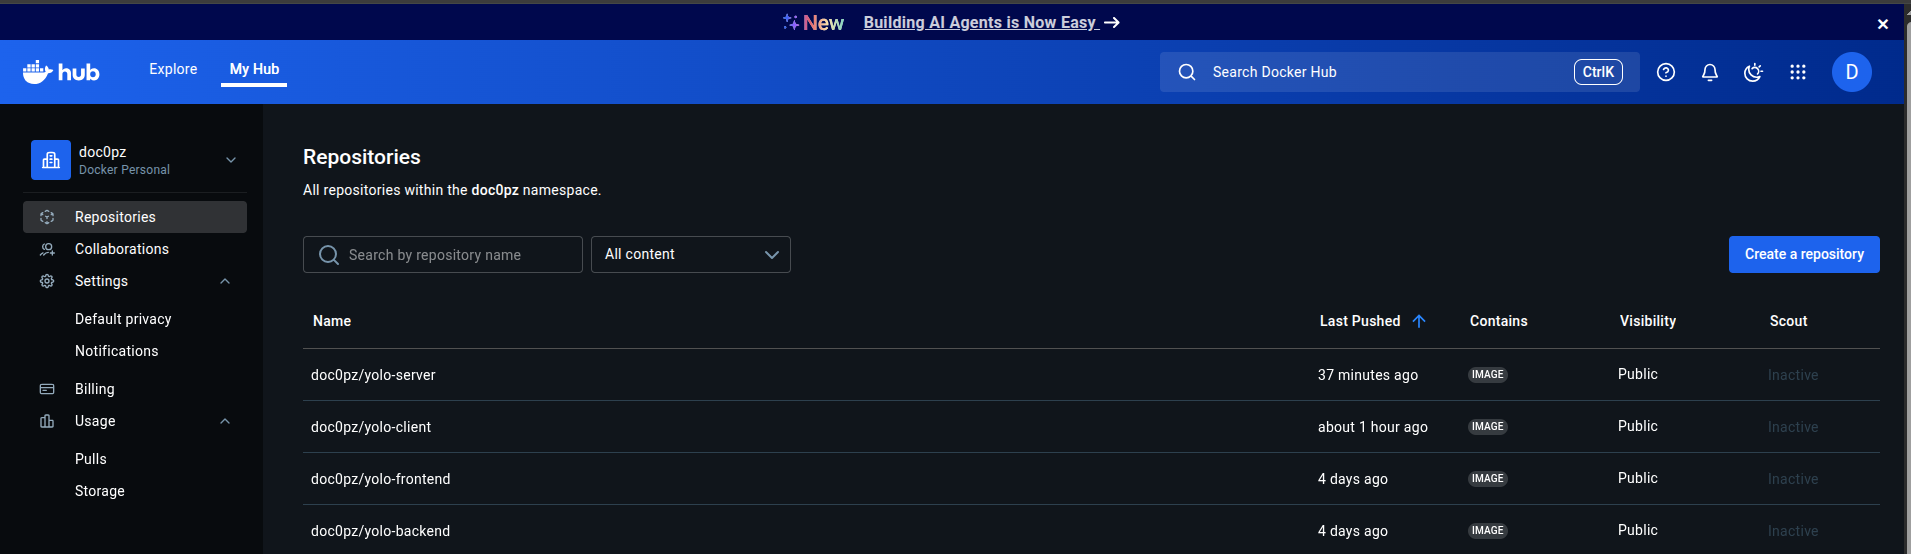 New Building AI Agents is Now Easy
hub
Explore
My Hub
Search Docker Hub
CtrlK
D
doc0pz
Docker Personal
Repositories
Collaborations
Settings
Default privacy
Notifications
Billing
Usage
Pulls
Storage
Repositories
All repositories within the doc0pz namespace.
Search by repository name
All content
Create a repository
Name Last Pushed Contains Visibility Scout
doc0pz/yolo-server 37 minutes ago IMAGE Public Inactive
doc0pz/yolo-client about 1 hour ago IMAGE Public Inactive
doc0pz/yolo-frontend 4 days ago IMAGE Public Inactive
doc0pz/yolo-backend 4 days ago IMAGE Public Inactive